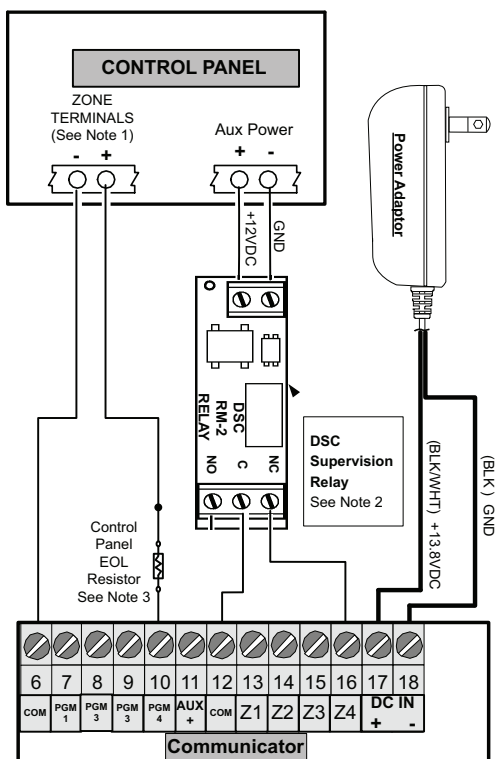 CONTROL PANEL
ZONE
TERMINALS
(See Note 1)
- +
Aux Power
+ -
+12VDC
GND
Power Adaptor
DSC
RM-2
RELAY
NO C NC
DSC
Supervision
Relay
See Note 2
(BLK/WHT) +13.8VDC
(BLK ) GND
Control
Panel
EOL
Resistor
See Note 3
6 7 8 9 10 11 12 13 14 15 16 17 18
COM PGM 1 PGM 3 PGM 3 PGM 4 AUX + COM Z1 Z2 Z3 Z4 DC IN
+ -
Communicator